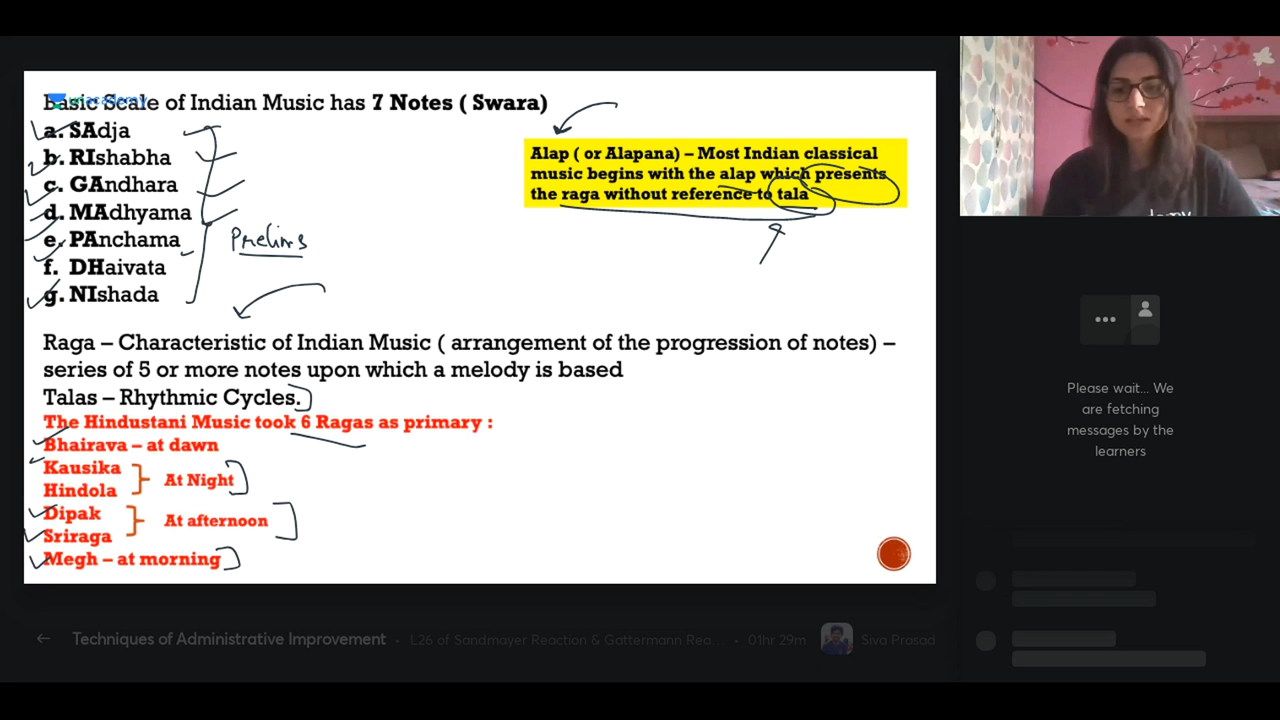 Basic Scale of Indian Music has 7 Notes ( Swara)
a. SAdja
b. RIshabha
c. GAndhara
d. MAdhyama
e. PAnchama
f. DHaivata
g. NIshada
Prelims
Alap ( or Alapana) – Most Indian classical
music begins with the alap which presents
the raga without reference to tala
Raga – Characteristic of Indian Music ( arrangement of the progression of notes) –
series of 5 or more notes upon which a melody is based
Talas – Rhythmic Cycles.
The Hindustani Music took 6 Ragas as primary :
Bhairava – at dawn
Kausika
Hindola
At Night
Dipak
Sriraga
At afternoon
Megh – at morning
Please wait... We
are fetching
messages by the
learners
Techniques of Administrative Improvement • L26 of Sandmayer Reaction & Gattermann Rea... • 01hr 29m Siva Prasad